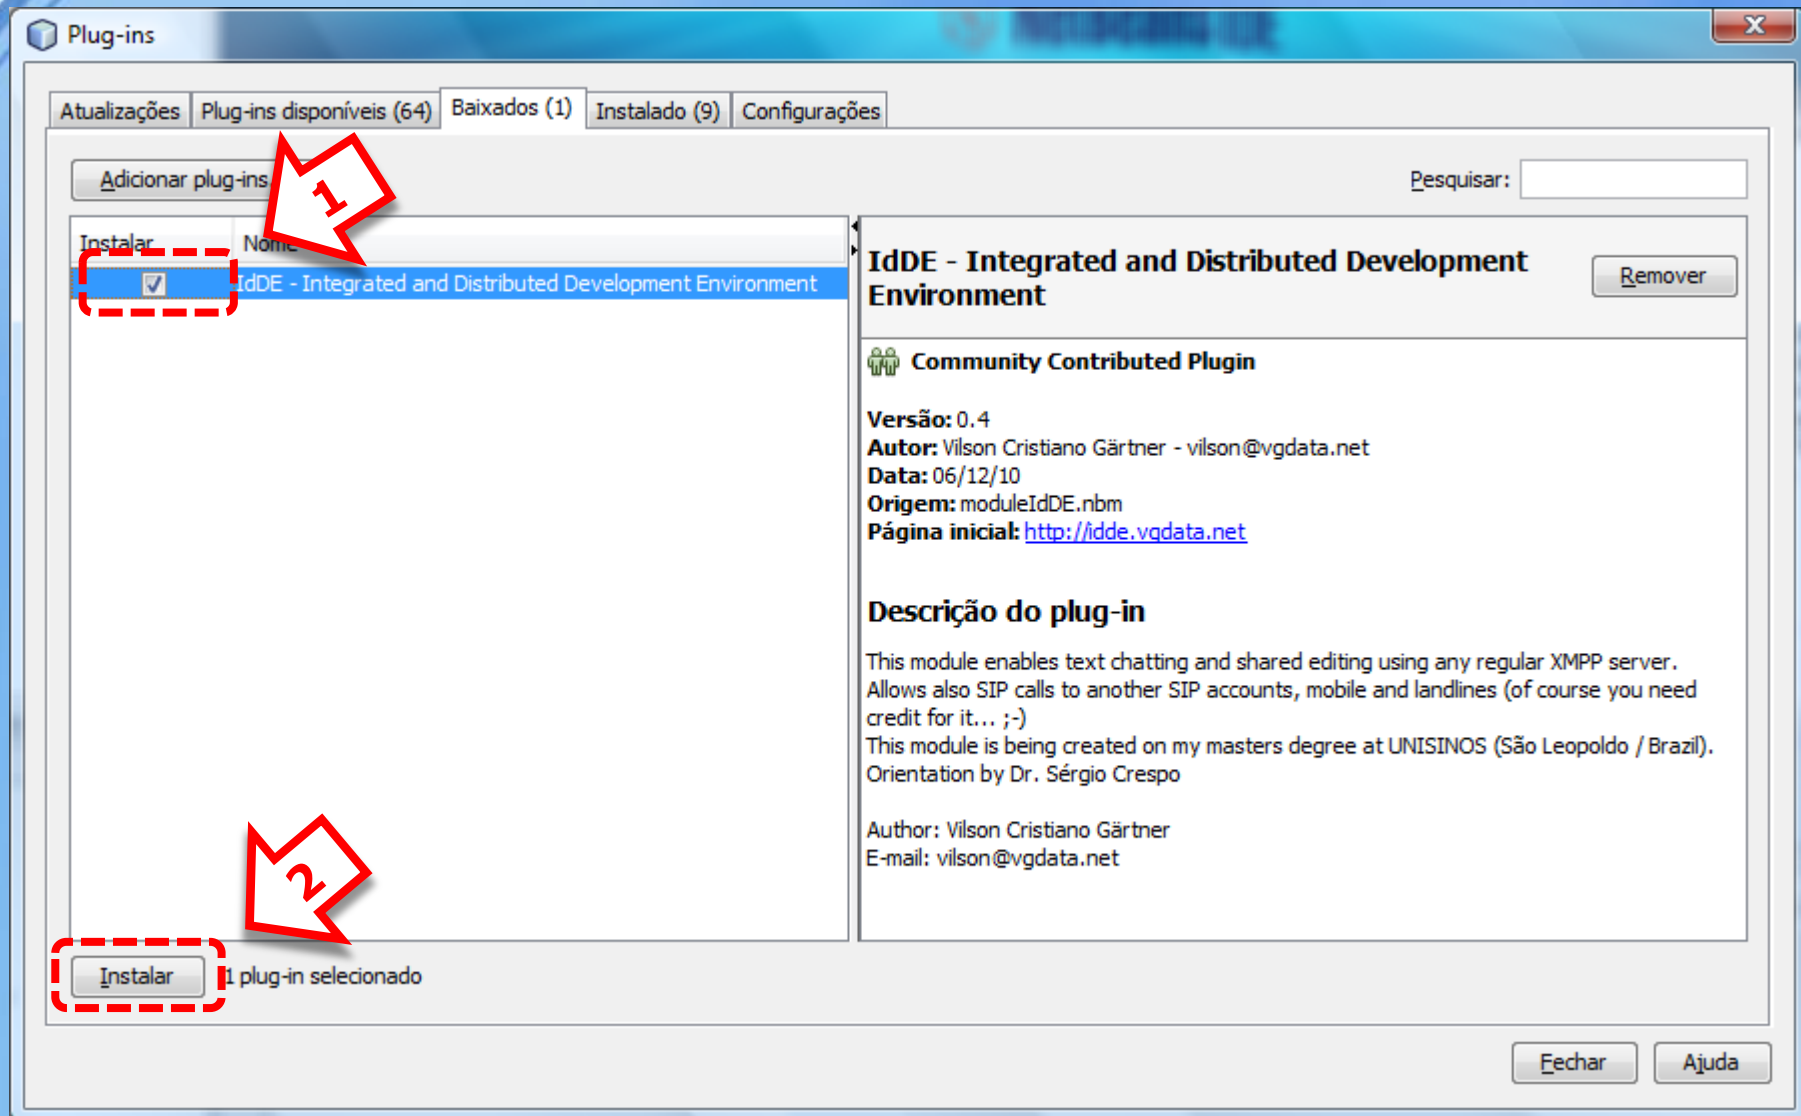 Plug-ins
Atualizações
Plug-ins disponíveis (64)
Baixados (1)
Instalado (9)
Configurações
Adicionar plug-ins
Pesquisar:
1
Instalar
Nome
IdDE - Integrated and Distributed Development Environment
IdDE - Integrated and Distributed Development
Environment
Remover
Community Contributed Plugin
Versão: 0.4
Autor: Vilson Cristiano Gärtner - vilson@vgdata.net
Data: 06/12/10
Origem: moduleIdDE.nbm
Página inicial: http://idde.vgdata.net
Descrição do plug-in
This module enables text chatting and shared editing using any regular XMPP server.
Allows also SIP calls to another SIP accounts, mobile and landlines (of course you need
credit for it... ;-)
This module is being created on my masters degree at UNISINOS (São Leopoldo / Brazil).
Orientation by Dr. Sérgio Crespo
Author: Vilson Cristiano Gärtner
E-mail: vilson@vgdata.net
2
Instalar
1 plug-in selecionado
Fechar
Ajuda